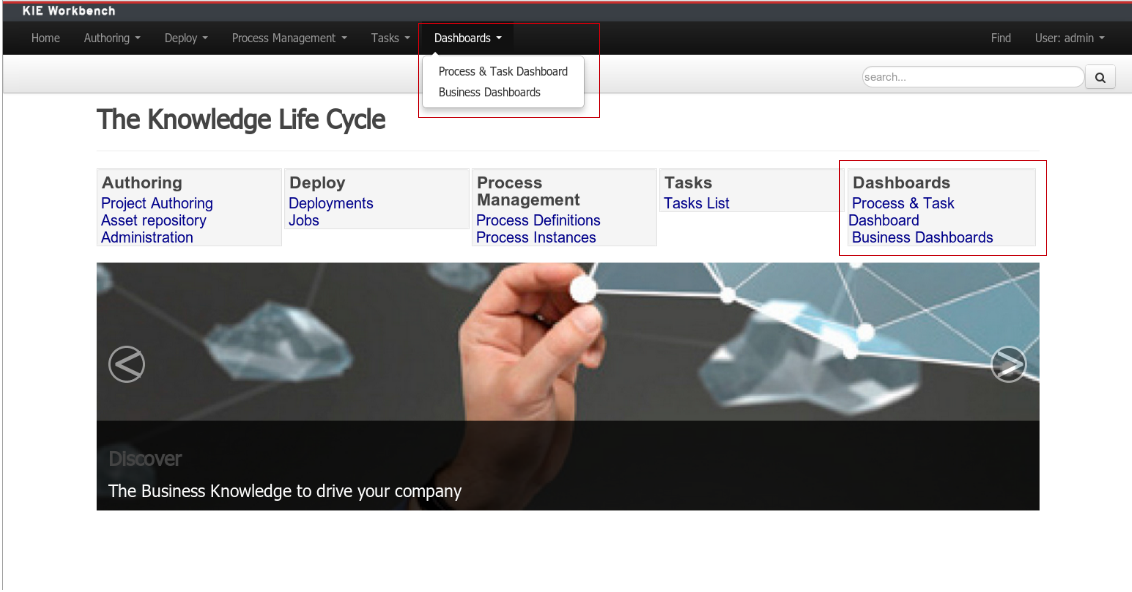 KIE Workbench
Home Authoring Deploy Process Management Tasks Dashboards Find User: admin
Process & Task Dashboard
Business Dashboards
search...
The Knowledge Life Cycle
Authoring
Project Authoring
Asset repository
Administration
Deploy
Deployments
Jobs
Process
Management
Process Definitions
Process Instances
Tasks
Tasks List
Dashboards
Process & Task
Dashboard
Business Dashboards
Discover
The Business Knowledge to drive your company